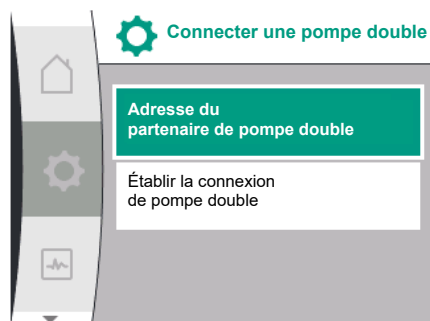 Connecter une pompe double
Adresse du
partenaire de pompe double
Établir la connexion
de pompe double